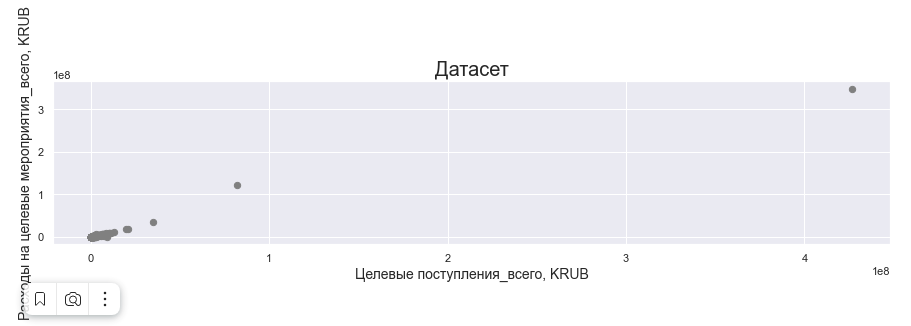 Датасет
1e8
Расходы на целевые мероприятия_всего, KRUB
3
2
1
0
0
1
2
3
4
1e8
Целевые поступления_всего, KRUB